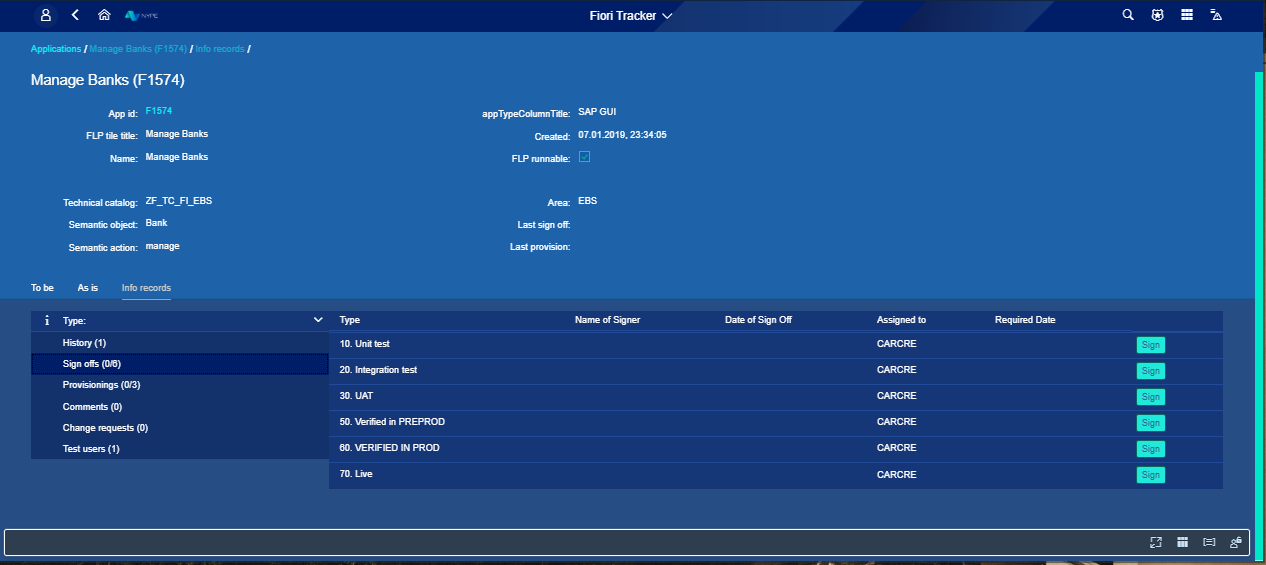 NYPE
Fiori Tracker
Applications / Manage Banks (F1574) / Info records /
Manage Banks (F1574)
App id: F1574
FLP tile title: Manage Banks
Name: Manage Banks
appTypeColumnTitle: SAP GUI
Created: 07.01.2019, 23:34:05
FLP runnable:
Technical catalog: ZF_TC_FI_EBS
Semantic object: Bank
Semantic action: manage
Area: EBS
Last sign off:
Last provision:
To be As is Info records
Type:
History (1)
Sign offs (0/6)
Provisionings (0/3)
Comments (0)
Change requests (0)
Test users (1)
Type Name of Signer Date of Sign Off Assigned to Required Date
10. Unit test CARCRE Sign
20. Integration test CARCRE Sign
30. UAT CARCRE Sign
50. Verified in PREPROD CARCRE Sign
60. VERIFIED IN PROD CARCRE Sign
70. Live CARCRE Sign